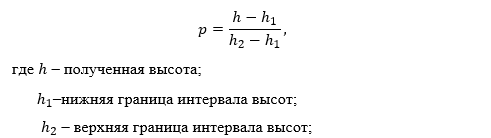 p = (h − h₁) / (h₂ − h₁),
где h – полученная высота;
h₁–нижняя граница интервала высот;
h₂ – верхняя граница интервала высот;